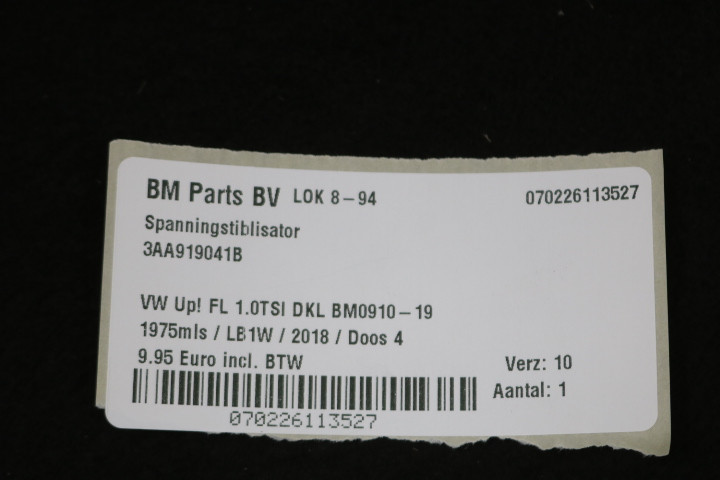 BM Parts BV LOK 8-94 070226113527
Spanningstiblisator
3AA919041B
VW Up! FL 1.0TSI DKL BM0910-19
1975mls / LB1W / 2018 / Doos 4
9.95 Euro incl. BTW Verz: 10
Aantal: 1
070226113527